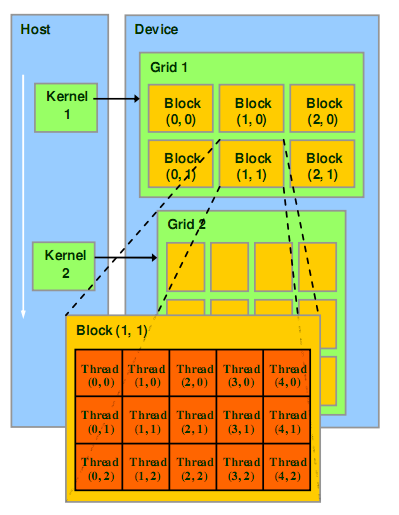 Host
Device
Grid 1
Kernel
1
Block
(0, 0)
Block
(1, 0)
Block
(2, 0)
Block
(0, 1)
Block
(1, 1)
Block
(2, 1)
Grid 2
Kernel
2
Block (1, 1)
Thread
(0, 0)
Thread
(1, 0)
Thread
(2, 0)
Thread
(3, 0)
Thread
(4, 0)
Thread
(0, 1)
Thread
(1, 1)
Thread
(2, 1)
Thread
(3, 1)
Thread
(4, 1)
Thread
(0, 2)
Thread
(1, 2)
Thread
(2, 2)
Thread
(3, 2)
Thread
(4, 2)